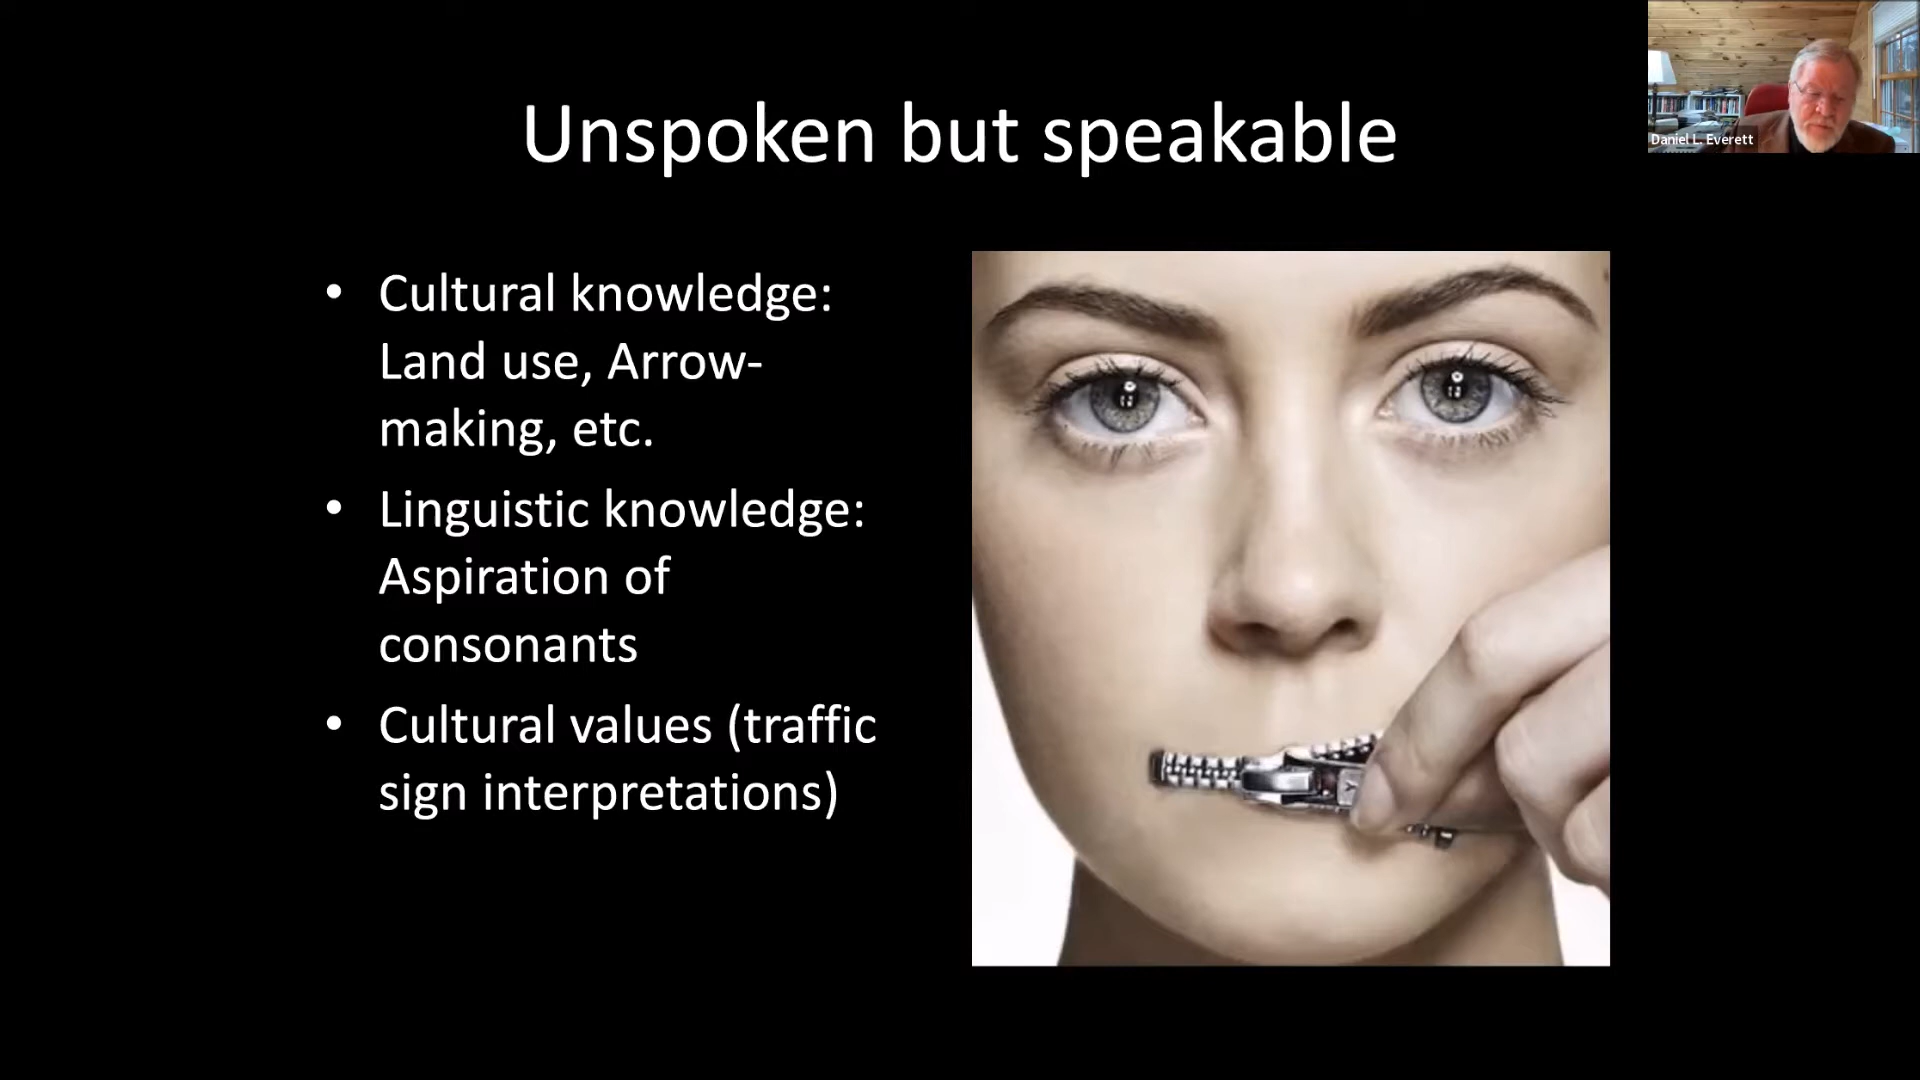 Unspoken but speakable
Daniel L. Everett
• Cultural knowledge:
Land use, Arrow-
making, etc.
• Linguistic knowledge:
Aspiration of
consonants
• Cultural values (traffic
sign interpretations)